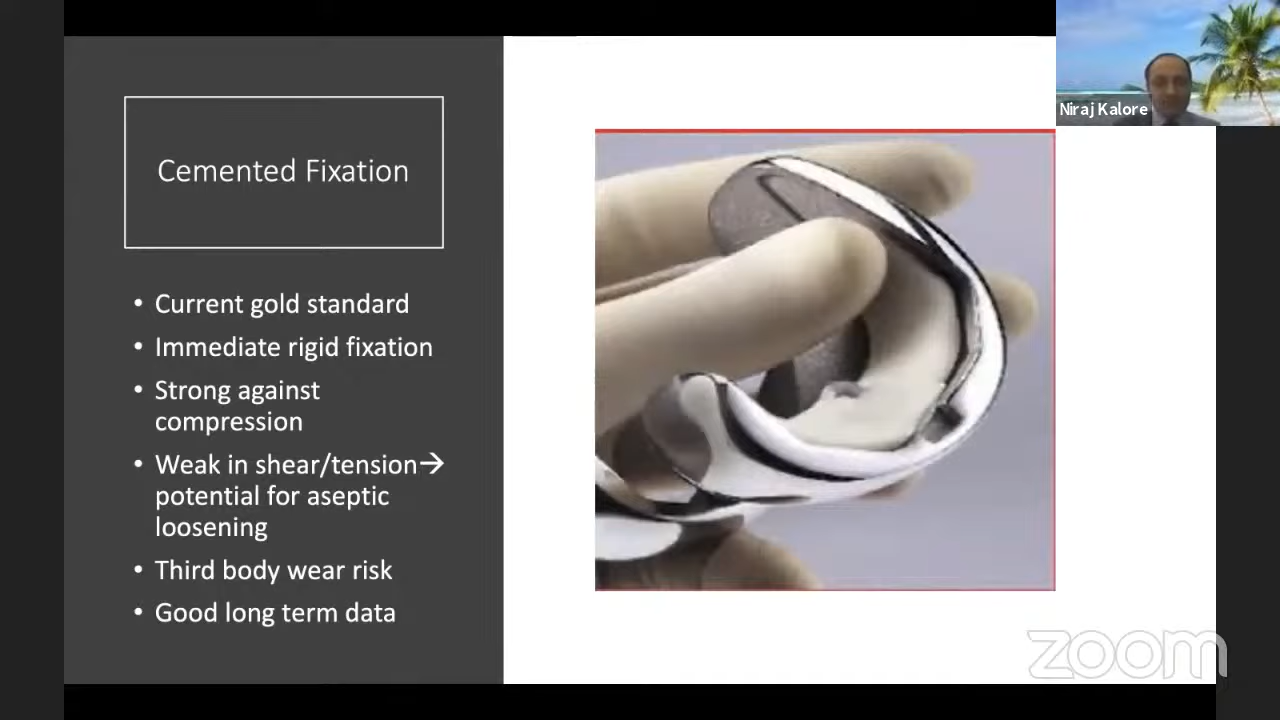 Cemented Fixation
• Current gold standard
• Immediate rigid fixation
• Strong against
compression
• Weak in shear/tension→
potential for aseptic
loosening
• Third body wear risk
• Good long term data
Niraj Kalore
zoom